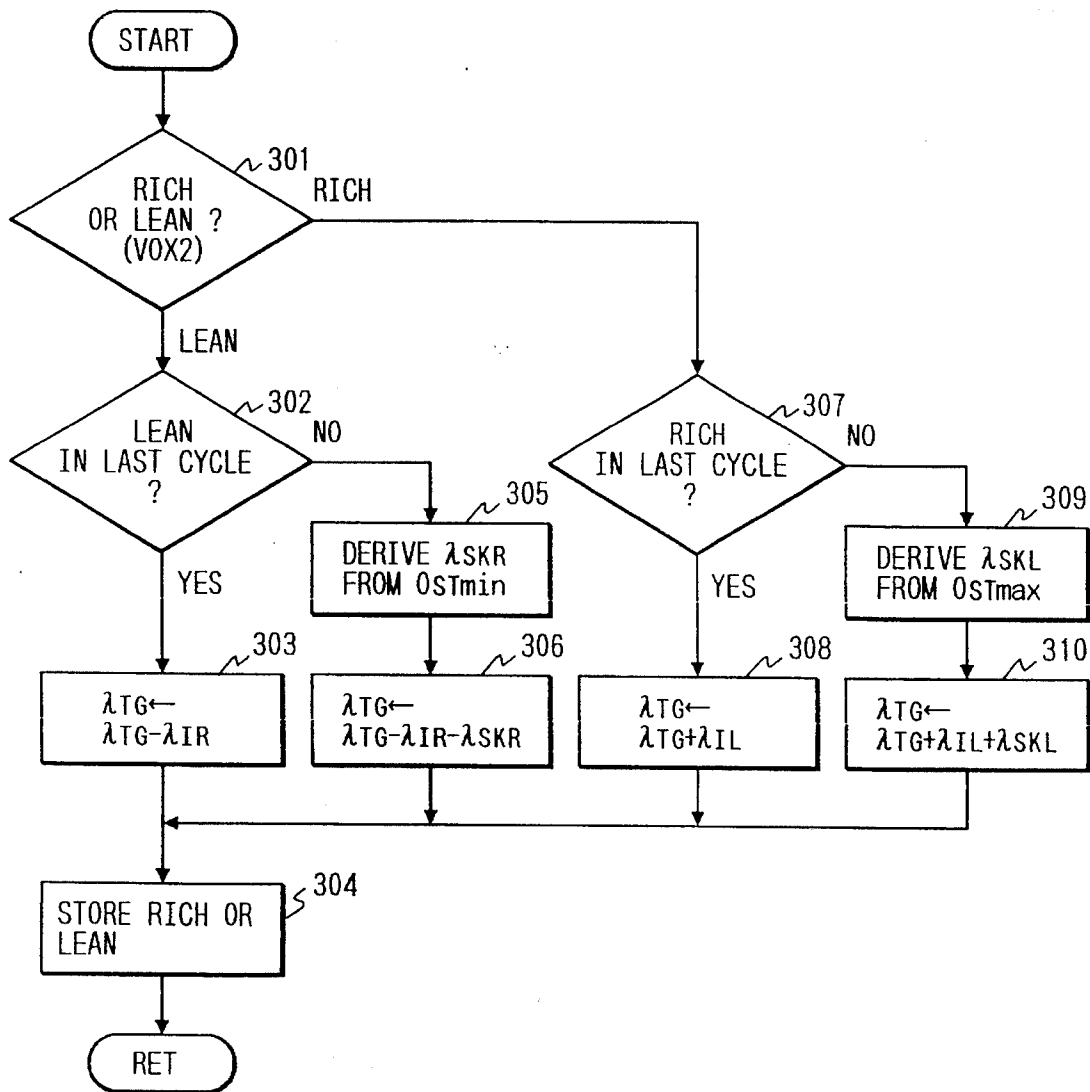 START
301
RICH
OR LEAN ?
(VOX2)
RICH
LEAN
302
LEAN
IN LAST CYCLE
?
NO
YES
307
RICH
IN LAST CYCLE
?
NO
YES
305
DERIVE λSKR
FROM OSTmin
309
DERIVE λSKL
FROM OSTmax
303
λTG←
λTG-λIR
306
λTG←
λTG-λIR-λSKR
308
λTG←
λTG+λIL
310
λTG←
λTG+λIL+λSKL
304
STORE RICH OR
LEAN
RET